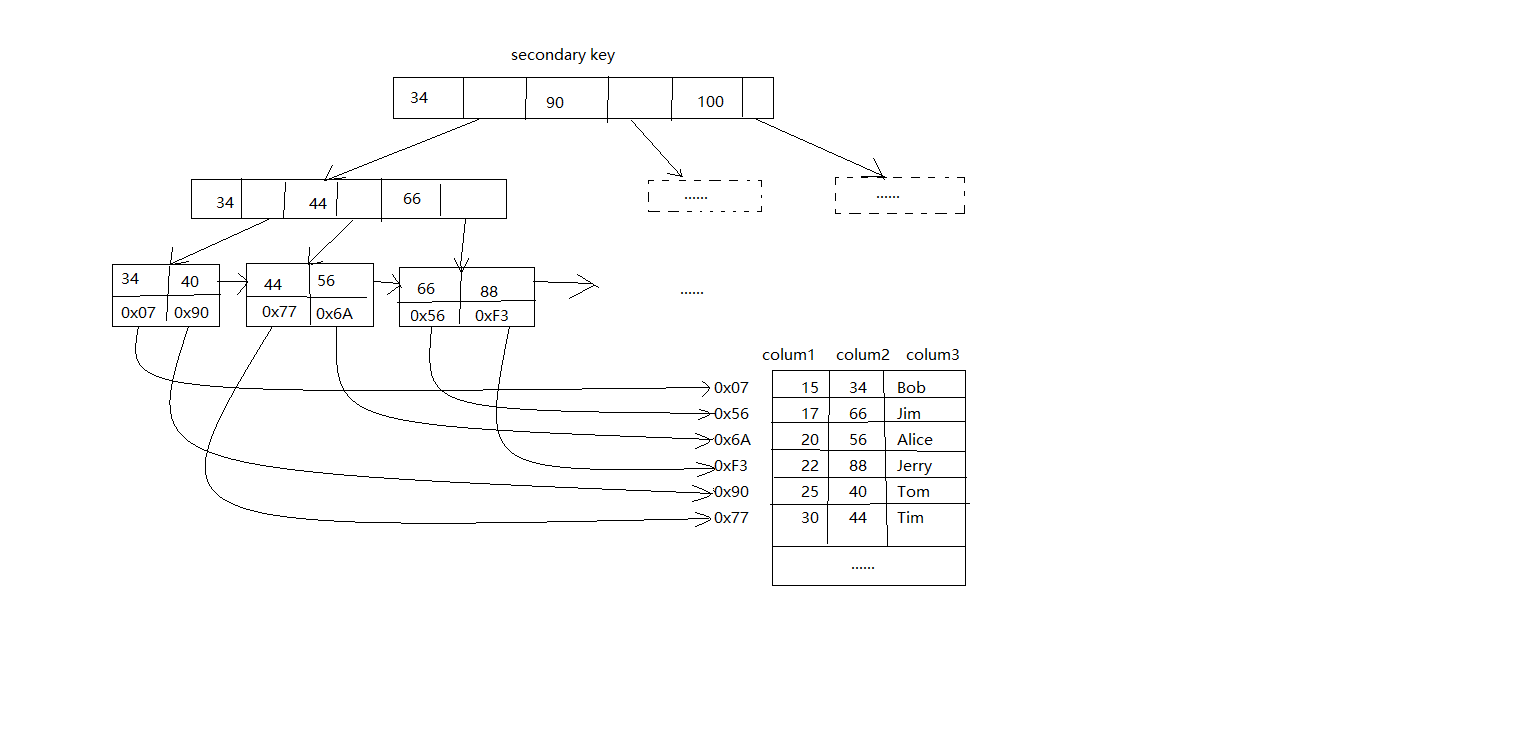 secondary key
34 90 100
34 44 66
...... ......
34 40 44 56 66 88
0x07 0x90 0x77 0x6A 0x56 0xF3
......
colum1 colum2 colum3
0x07 15 34 Bob
0x56 17 66 Jim
0x6A 20 56 Alice
0xF3 22 88 Jerry
0x90 25 40 Tom
0x77 30 44 Tim
......